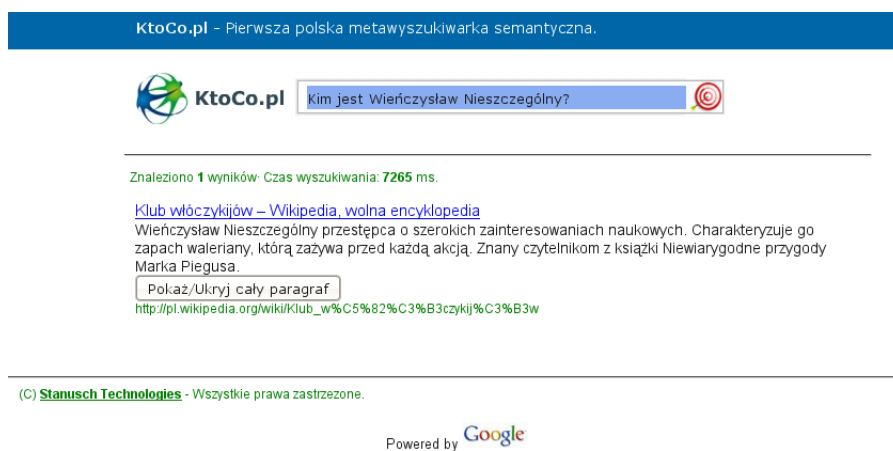 KtoCo.pl - Pierwsza polska metawyszukiwarka semantyczna.
KtoCo.pl
Kim jest Wieńczysław Nieszczególny?
Znaleziono 1 wyników· Czas wyszukiwania: 7265 ms.
Klub włóczykijów – Wikipedia, wolna encyklopedia
Wieńczysław Nieszczególny przestępca o szerokich zainteresowaniach naukowych. Charakteryzuje go
zapach waleriany, którą zażywa przed każdą akcją. Znany czytelnikom z książki Niewiarygodne przygody
Marka Piegusa.
Pokaż/Ukryj cały paragraf
http://pl.wikipedia.org/wiki/Klub_w%C5%82%C3%B3czykij%C3%B3w
(C) Stanusch Technologies - Wszystkie prawa zastrzezone.
Powered by Google